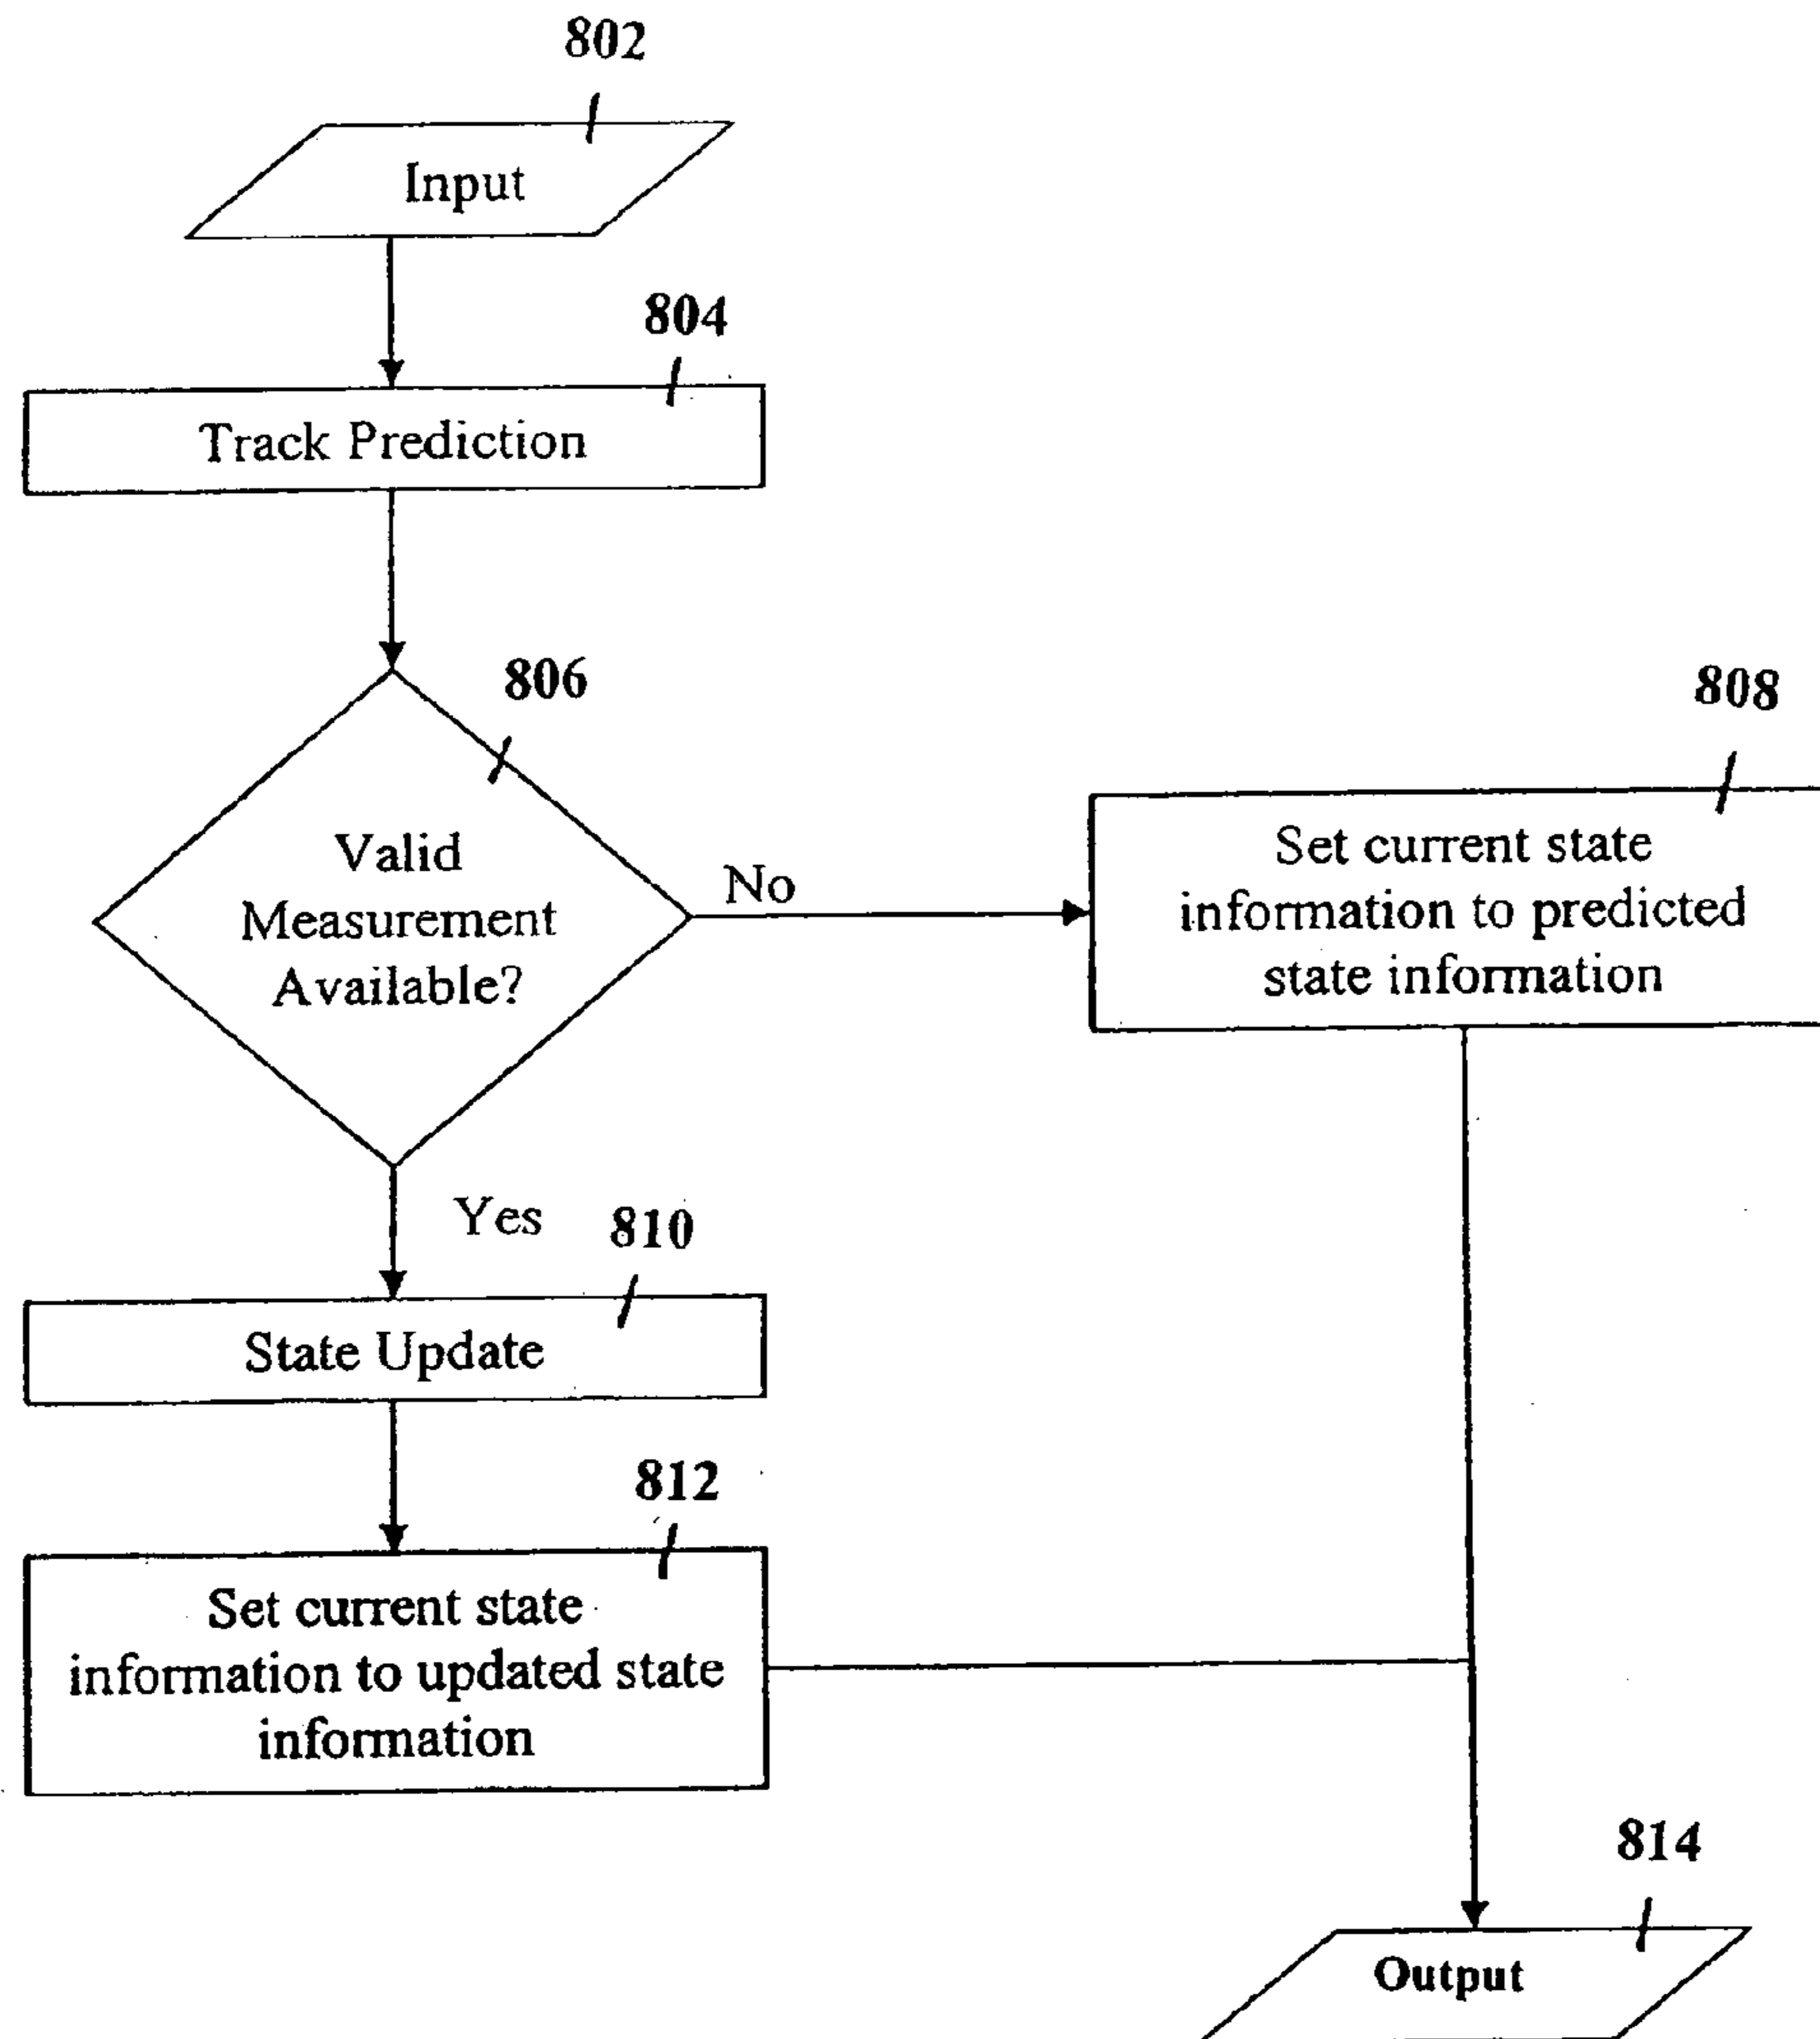 802
Input
804
Track Prediction
806
Valid
Measurement
Available?
No
808
Set current state
information to predicted
state information
Yes
810
State Update
812
Set current state
information to updated state
information
814
Output